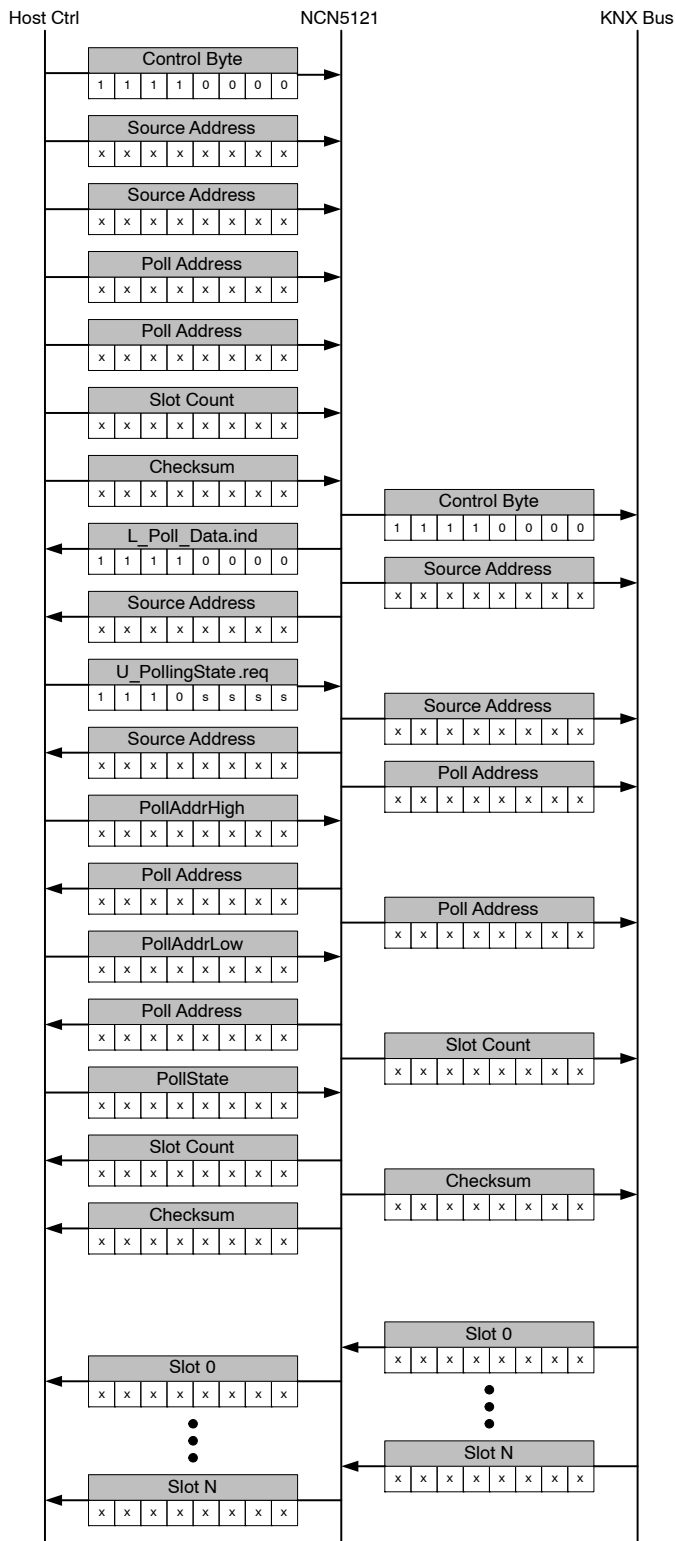 Host Ctrl NCN5121 KNX Bus
Control Byte
1 1 1 1 0 0 0 0
Source Address
x x x x x x x x
Source Address
x x x x x x x x
Poll Address
x x x x x x x x
Poll Address
x x x x x x x x
Slot Count
x x x x x x x x
Checksum
x x x x x x x x
Control Byte
1 1 1 1 0 0 0 0
L_Poll_Data.ind
1 1 1 1 0 0 0 0
Source Address
x x x x x x x x
Source Address
x x x x x x x x
U_PollingState.req
1 1 1 0 s s s s
Source Address
x x x x x x x x
Source Address
x x x x x x x x
Poll Address
x x x x x x x x
PollAddrHigh
x x x x x x x x
Poll Address
x x x x x x x x
Poll Address
x x x x x x x x
PollAddrLow
x x x x x x x x
Poll Address
x x x x x x x x
Slot Count
x x x x x x x x
PollState
x x x x x x x x
Slot Count
x x x x x x x x
Checksum
x x x x x x x x
Checksum
x x x x x x x x
Slot 0
x x x x x x x x
Slot 0
x x x x x x x x
Slot N
x x x x x x x x
Slot N
x x x x x x x x